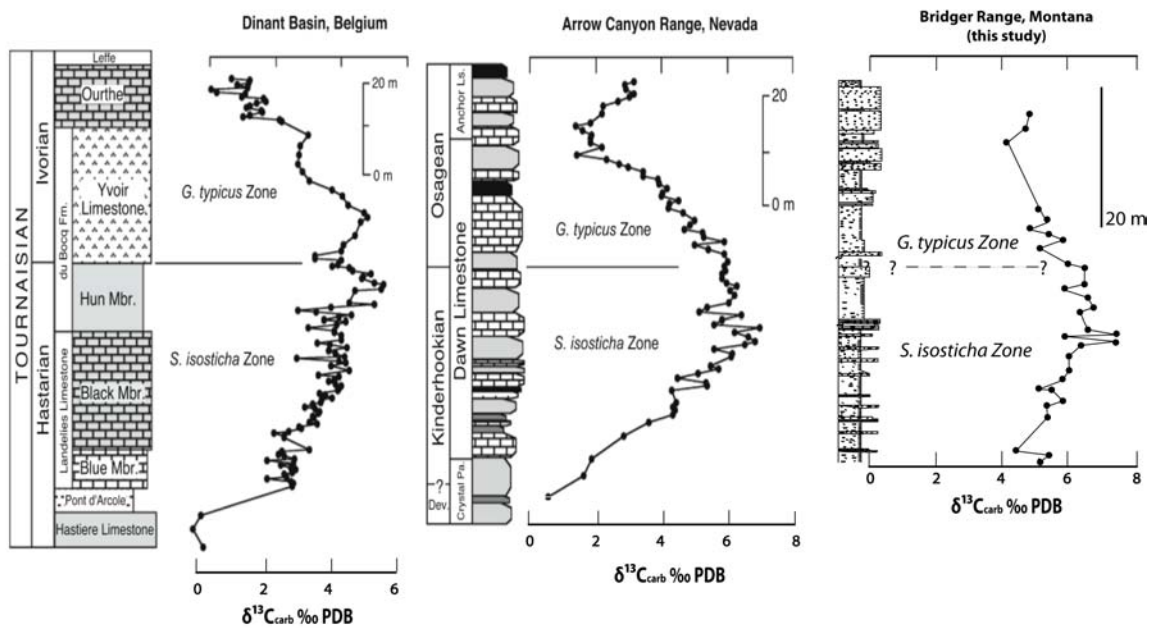 Dinant Basin, Belgium
TOURNAISIAN
Ivorian
Hastarian
Leffe
Ourthe
du Bocq Fm.
Yvoir
Limestone
Hun Mbr.
Landelies Limestone
Black Mbr.
Blue Mbr.
Pont d'Arcole
Hastiere Limestone
20 m
0 m
G. typicus Zone
S. isosticha Zone
0 2 4 6
δ¹³Ccarb ‰ PDB
Arrow Canyon Range, Nevada
Osagean
Kinderhookian
?
Dev.
Anchor Ls.
Dawn Limestone
Crystal Pa.
20
0 m
G. typicus Zone
S. isosticha Zone
0 2 4 6 8
δ¹³Ccarb ‰ PDB
Bridger Range, Montana
(this study)
20 m
G. typicus Zone
? ? ?
S. isosticha Zone
0 2 4 6 8
δ¹³Ccarb ‰ PDB